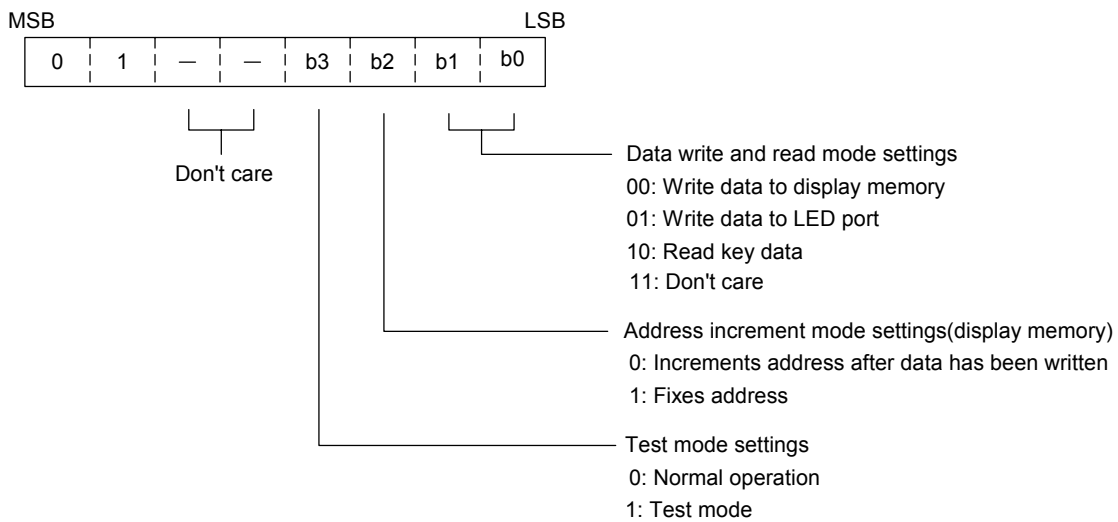 MSB LSB
0 1 — — b3 b2 b1 b0
Don't care
Data write and read mode settings
00: Write data to display memory
01: Write data to LED port
10: Read key data
11: Don't care
Address increment mode settings(display memory)
0: Increments address after data has been written
1: Fixes address
Test mode settings
0: Normal operation
1: Test mode